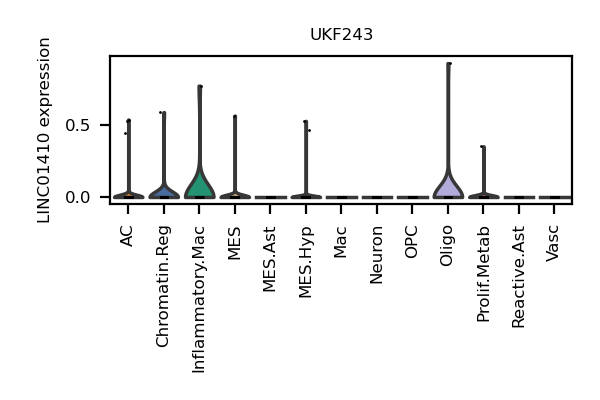 UKF243
LINC01410 expression
0.5
0.0
AC
Chromatin.Reg
Inflammatory.Mac
MES
MES.Ast
MES.Hyp
Mac
Neuron
OPC
Oligo
Prolif.Metab
Reactive.Ast
Vasc